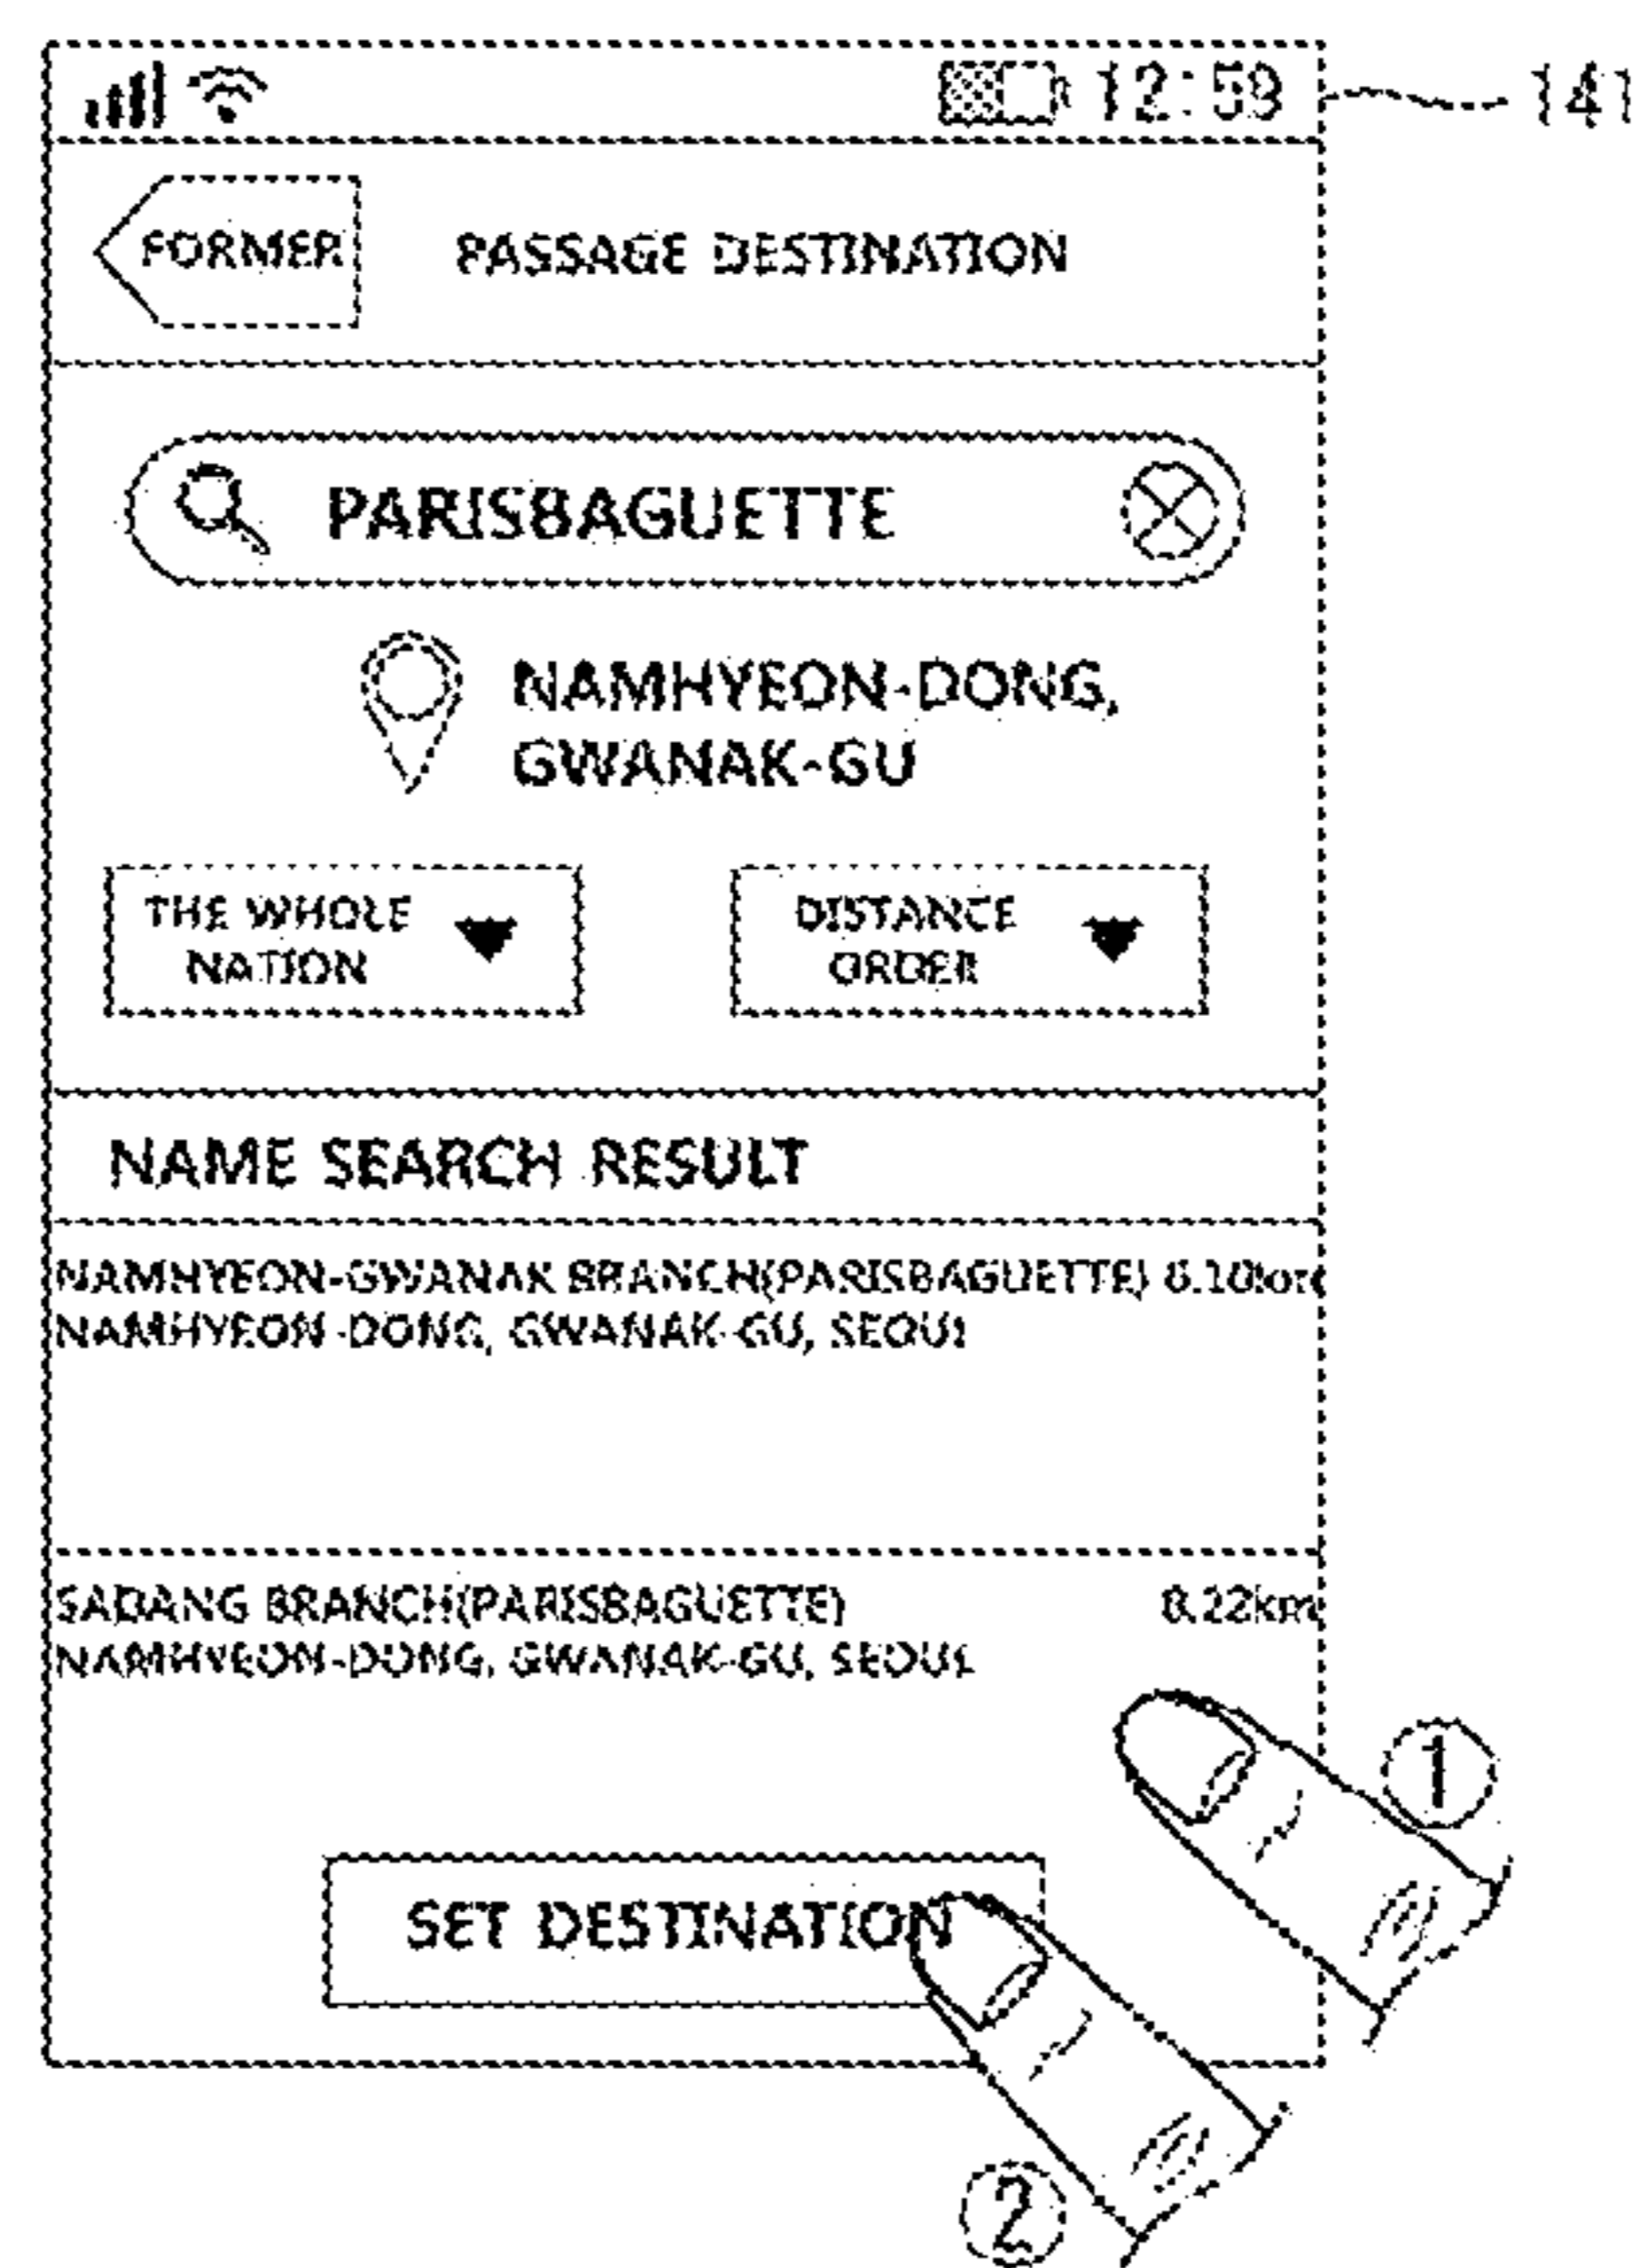 12:59
141
FORMER
PASSAGE DESTINATION
PARISBAGUETTE
NAMHYEON-DONG,
GWANAK-GU
THE WHOLE
NATION
DISTANCE
ORDER
NAME SEARCH RESULT
NAMHYEON-GWANAK BRANCH(PARISBAGUETTE)
NAMHYEON-DONG, GWANAK-GU, SEOUL
SADANG BRANCH(PARISBAGUETTE) 0.22km
NAMHYEON-DONG, GWANAK-GU, SEOUL
1
SET DESTINATION
2